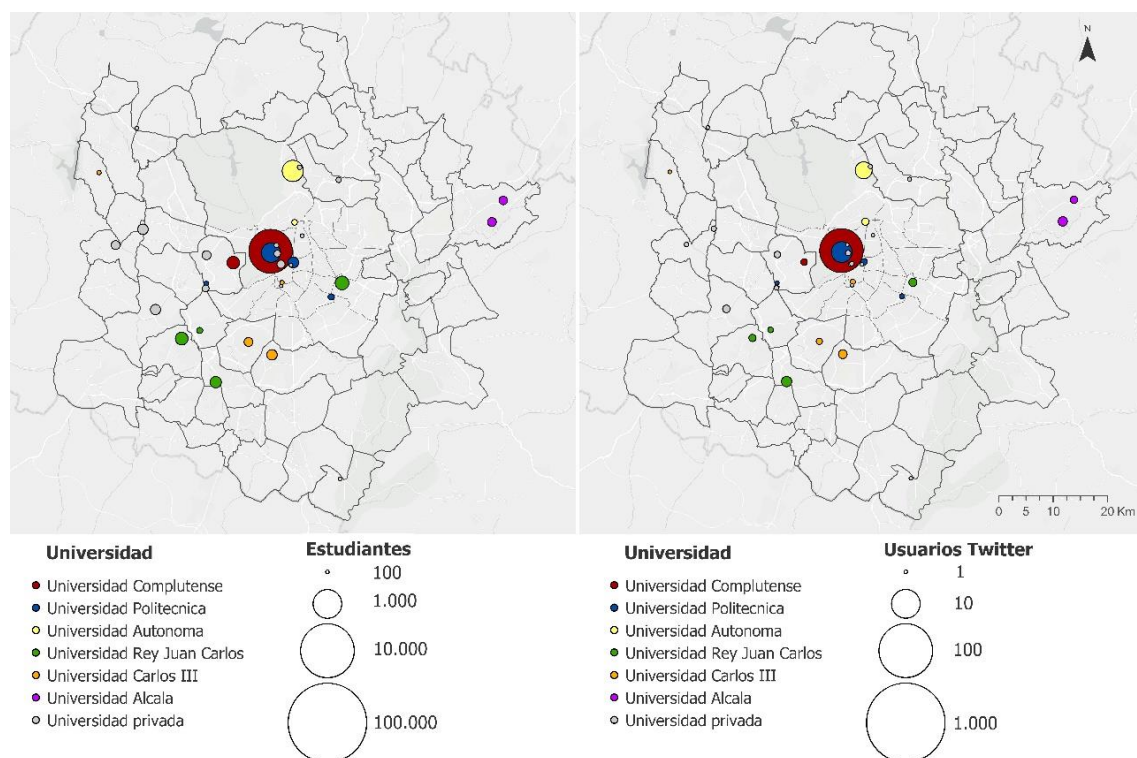 N
0 5 10 20 Km
Universidad
Universidad Complutense
Universidad Politecnica
Universidad Autonoma
Universidad Rey Juan Carlos
Universidad Carlos III
Universidad Alcala
Universidad privada
Estudiantes
100
1.000
10.000
100.000
Universidad
Universidad Complutense
Universidad Politecnica
Universidad Autonoma
Universidad Rey Juan Carlos
Universidad Carlos III
Universidad Alcala
Universidad privada
Usuarios Twitter
1
10
100
1.000